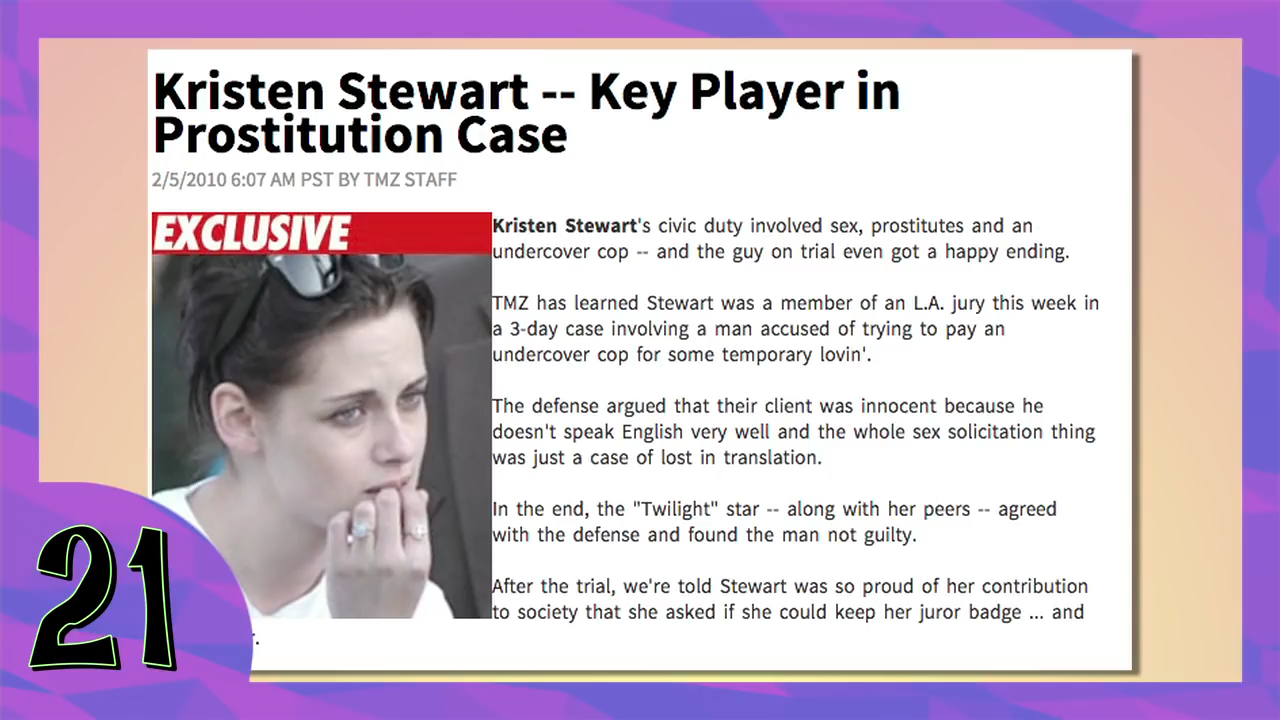 Kristen Stewart -- Key Player in
Prostitution Case
2/5/2010 6:07 AM PST BY TMZ STAFF
EXCLUSIVE
Kristen Stewart's civic duty involved sex, prostitutes and an
undercover cop -- and the guy on trial even got a happy ending.
TMZ has learned Stewart was a member of an L.A. jury this week in
a 3-day case involving a man accused of trying to pay an
undercover cop for some temporary lovin'.
The defense argued that their client was innocent because he
doesn't speak English very well and the whole sex solicitation thing
was just a case of lost in translation.
In the end, the "Twilight" star -- along with her peers -- agreed
with the defense and found the man not guilty.
After the trial, we're told Stewart was so proud of her contribution
to society that she asked if she could keep her juror badge ... and
21